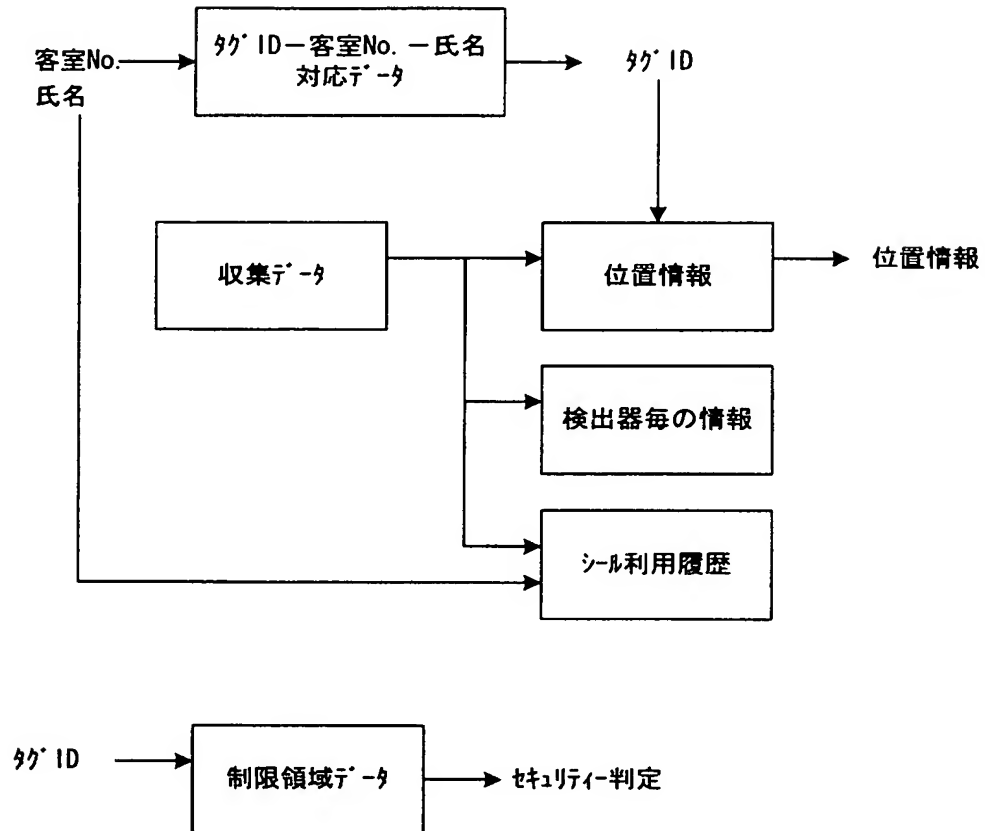 客室No.
氏名
ﾀｸﾞIDー客室No.ー氏名
対応ﾃﾞｰﾀ
ﾀｸﾞID
収集ﾃﾞｰﾀ
位置情報
位置情報
検出器毎の情報
ｼｰﾙ利用履歴
ﾀｸﾞID
制限領域ﾃﾞｰﾀ
ｾｷｭﾘﾃｨｰ判定